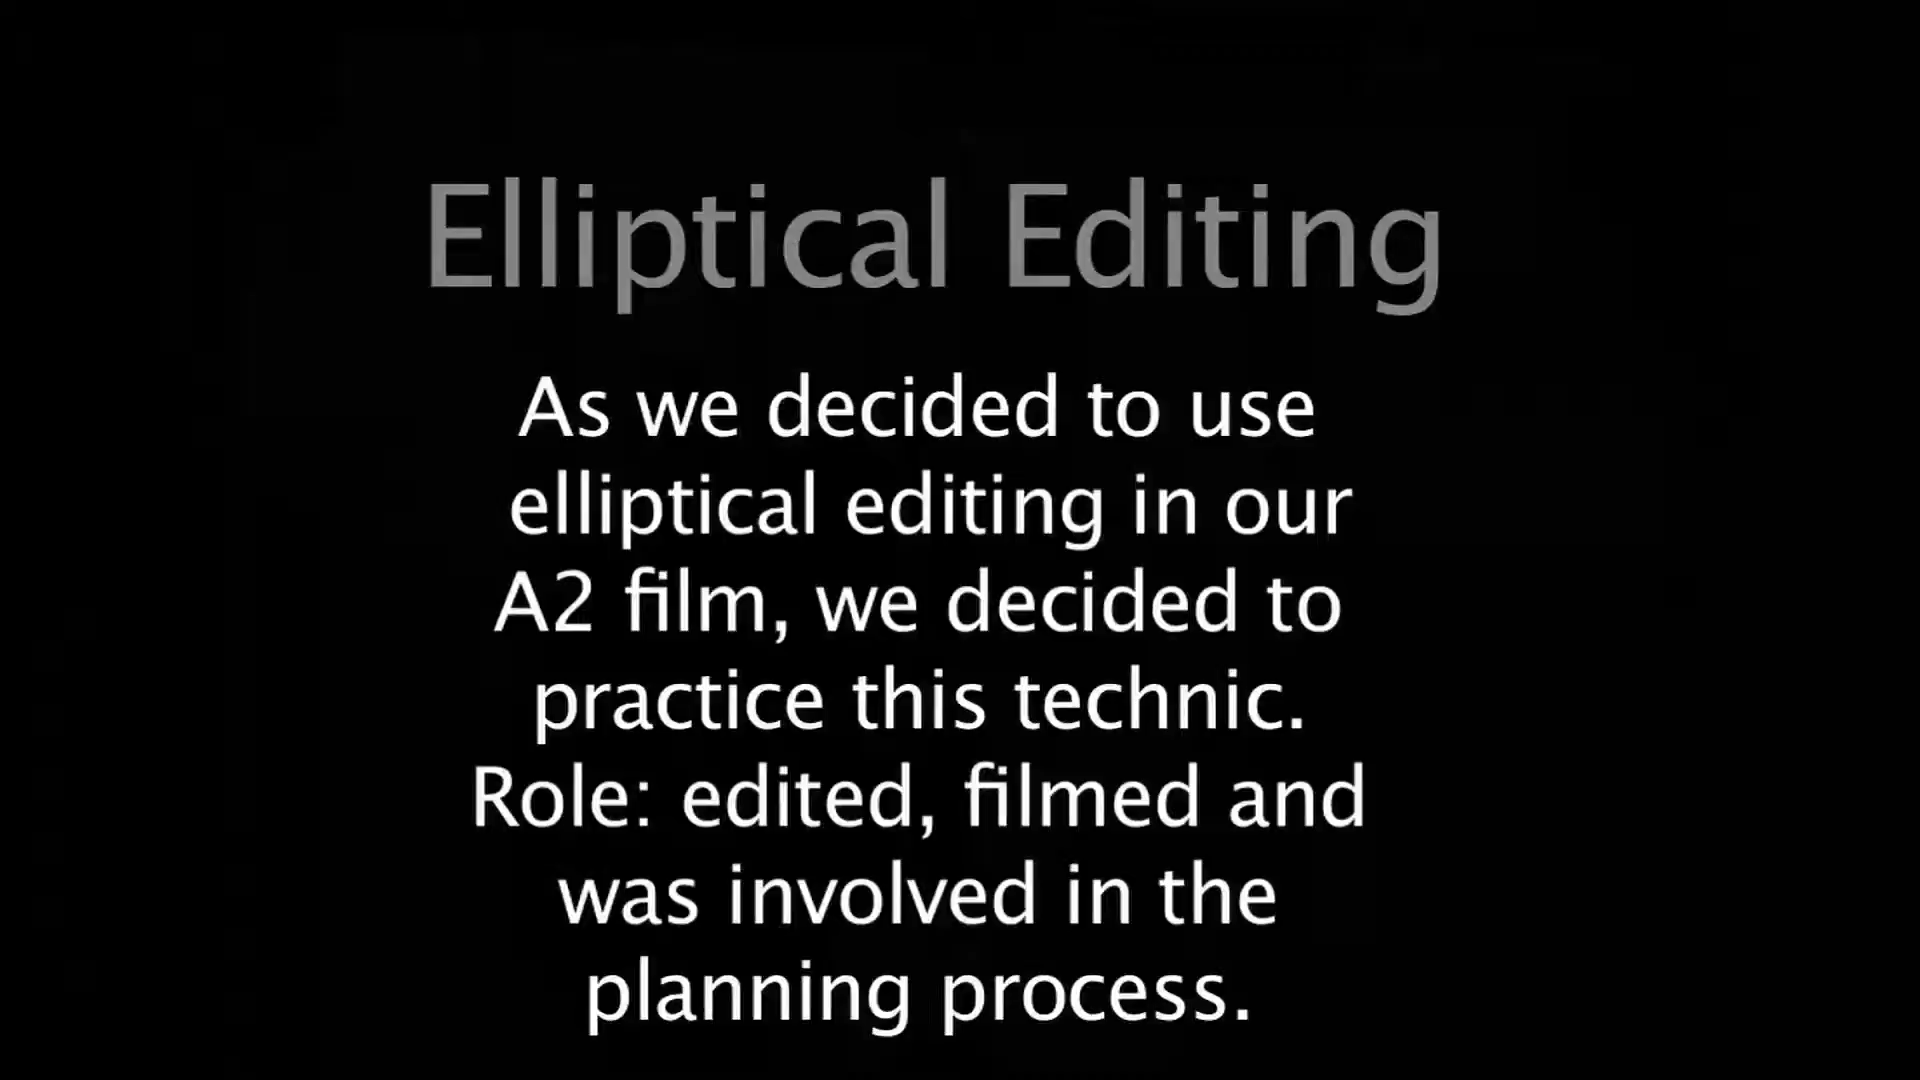 Elliptical Editing
As we decided to use
elliptical editing in our
A2 film, we decided to
practice this technic.
Role: edited, filmed and
was involved in the
planning process.